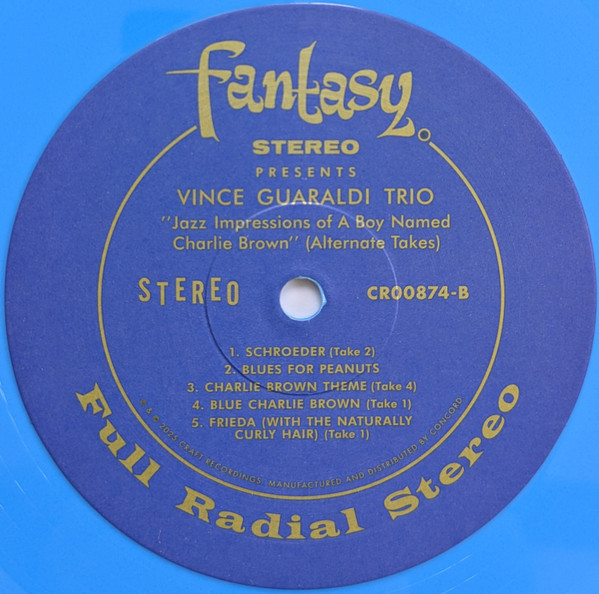 fantasy
STEREO
PRESENTS
VINCE GUARALDI TRIO
"Jazz Impressions of A Boy Named
Charlie Brown" (Alternate Takes)
STEREO
CR00874-B
1. SCHROEDER (Take 2)
2. BLUES FOR PEANUTS
3. CHARLIE BROWN THEME (Take 4)
4. BLUE CHARLIE BROWN (Take 1)
5. FRIEDA (WITH THE NATURALLY
CURLY HAIR) (Take 1)
℗ & © 2025 CRAFT RECORDINGS. MANUFACTURED AND DISTRIBUTED BY CONCORD
Full Radial Stereo